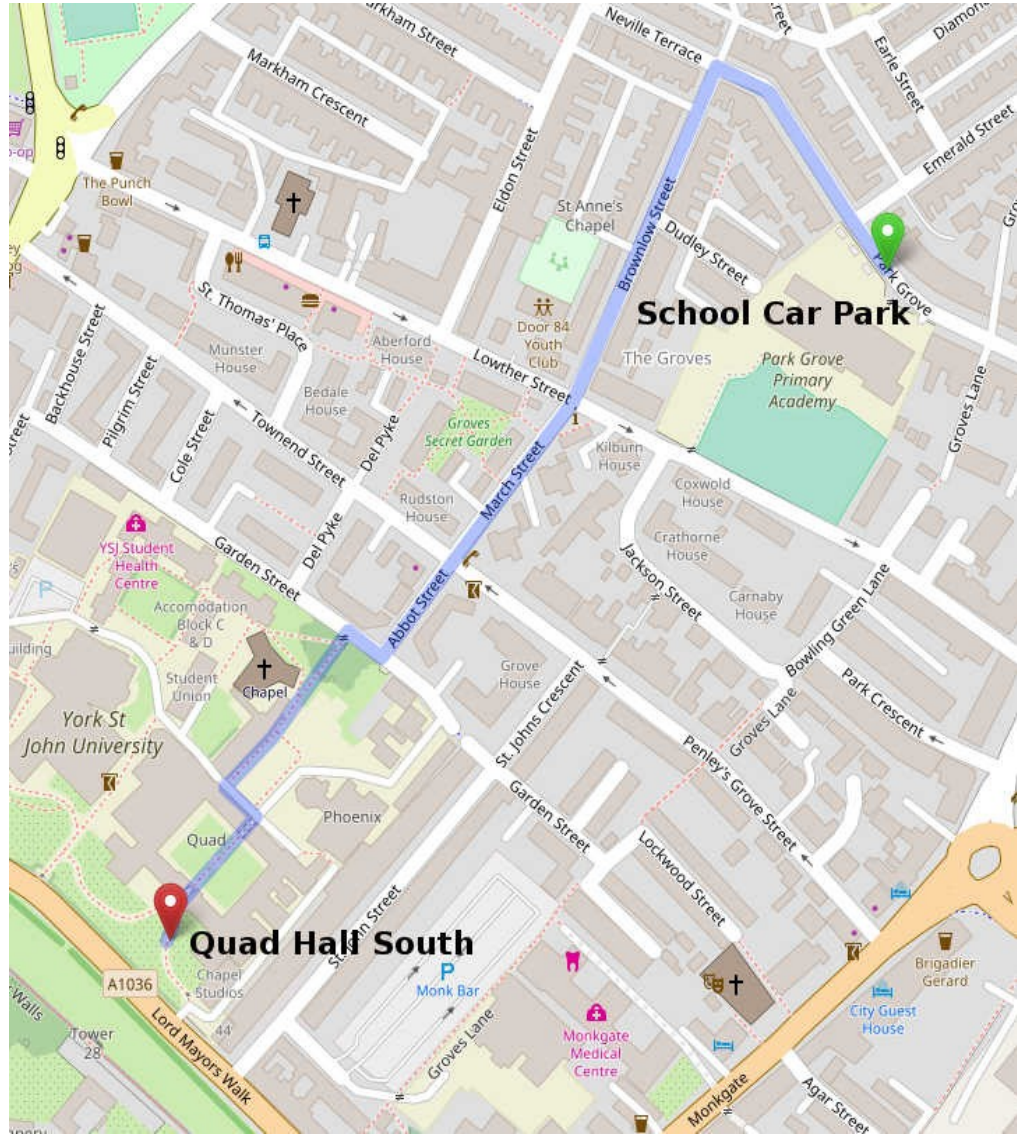 Markham Street
Neville Terrace
Earle Street
Diamond
Markham Crescent
Emerald Street
o-op
The Punch
Bowl
Eldon Street
St Anne's
Chapel
Brownlow Street
Dudley Street
Park Grove
School Car Park
St. Thomas' Place
Door 84
Youth
Club
Munster
House
Aberford
House
Lowther Street
The Groves
Park Grove
Primary
Academy
Backhouse Street
Pilgrim Street
Bedale
House
Groves Lane
Cole Street
Townend Street
Del Pyke
Groves
Secret Garden
March Street
Kilburn
House
Coxwold
House
Rudston
House
Del Pyke
Crathorne
House
YSJ Student
Health
Centre
Garden Street
Jackson Street
P
Abbot Street
Carnaby
House
Bowling Green Lane
Accomodation
Block C
& D
uilding
Student
Union
Chapel
Grove
House
St. Johns Crescent
Park Crescent
York St
John University
Groves Lane
Penley's Grove Street
Garden Street
Phoenix
Quad
Lockwood Street
Quad Hall South
St. John Street
P
Monk Bar
Chapel
Studios
A1036
Brigadier
Gerard
City Guest
House
44
Lord Mayors Walk
Walls
Tower
28
Groves Lane
Monkgate
Medical
Centre
Monkgate
Agar Street